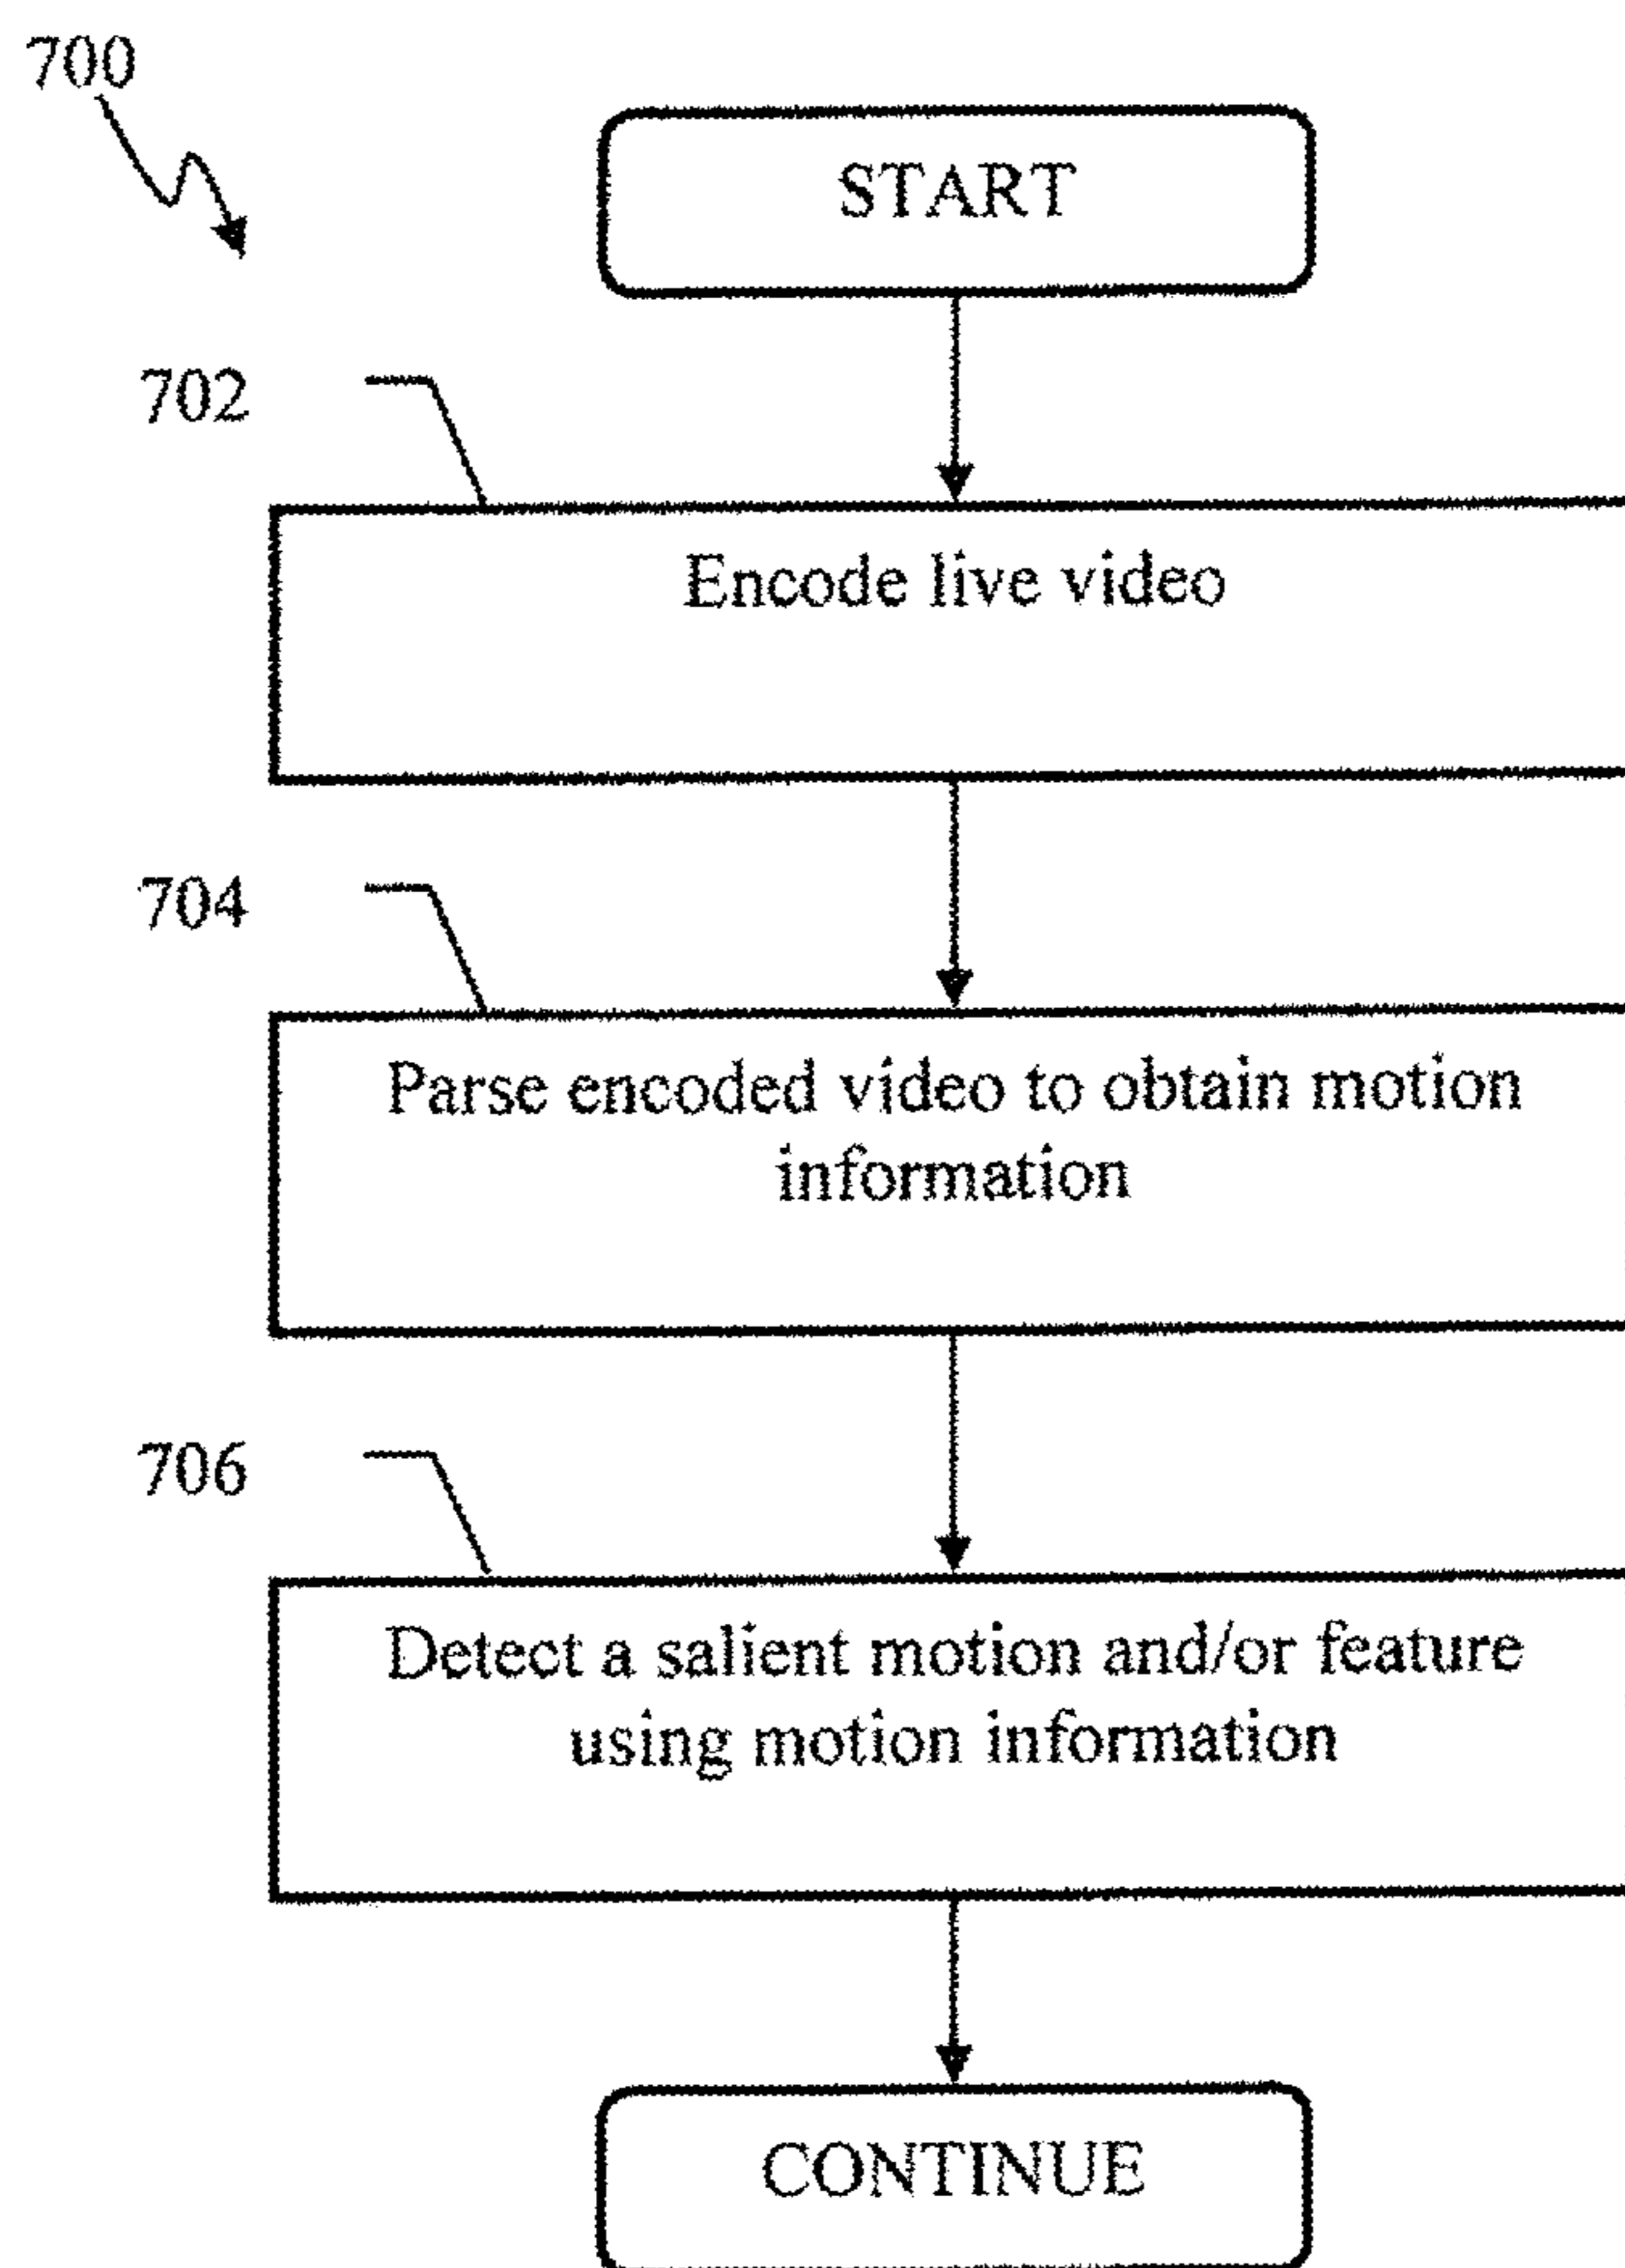 700
START
702
Encode live video
704
Parse encoded video to obtain motion
information
706
Detect a salient motion and/or feature
using motion information
CONTINUE